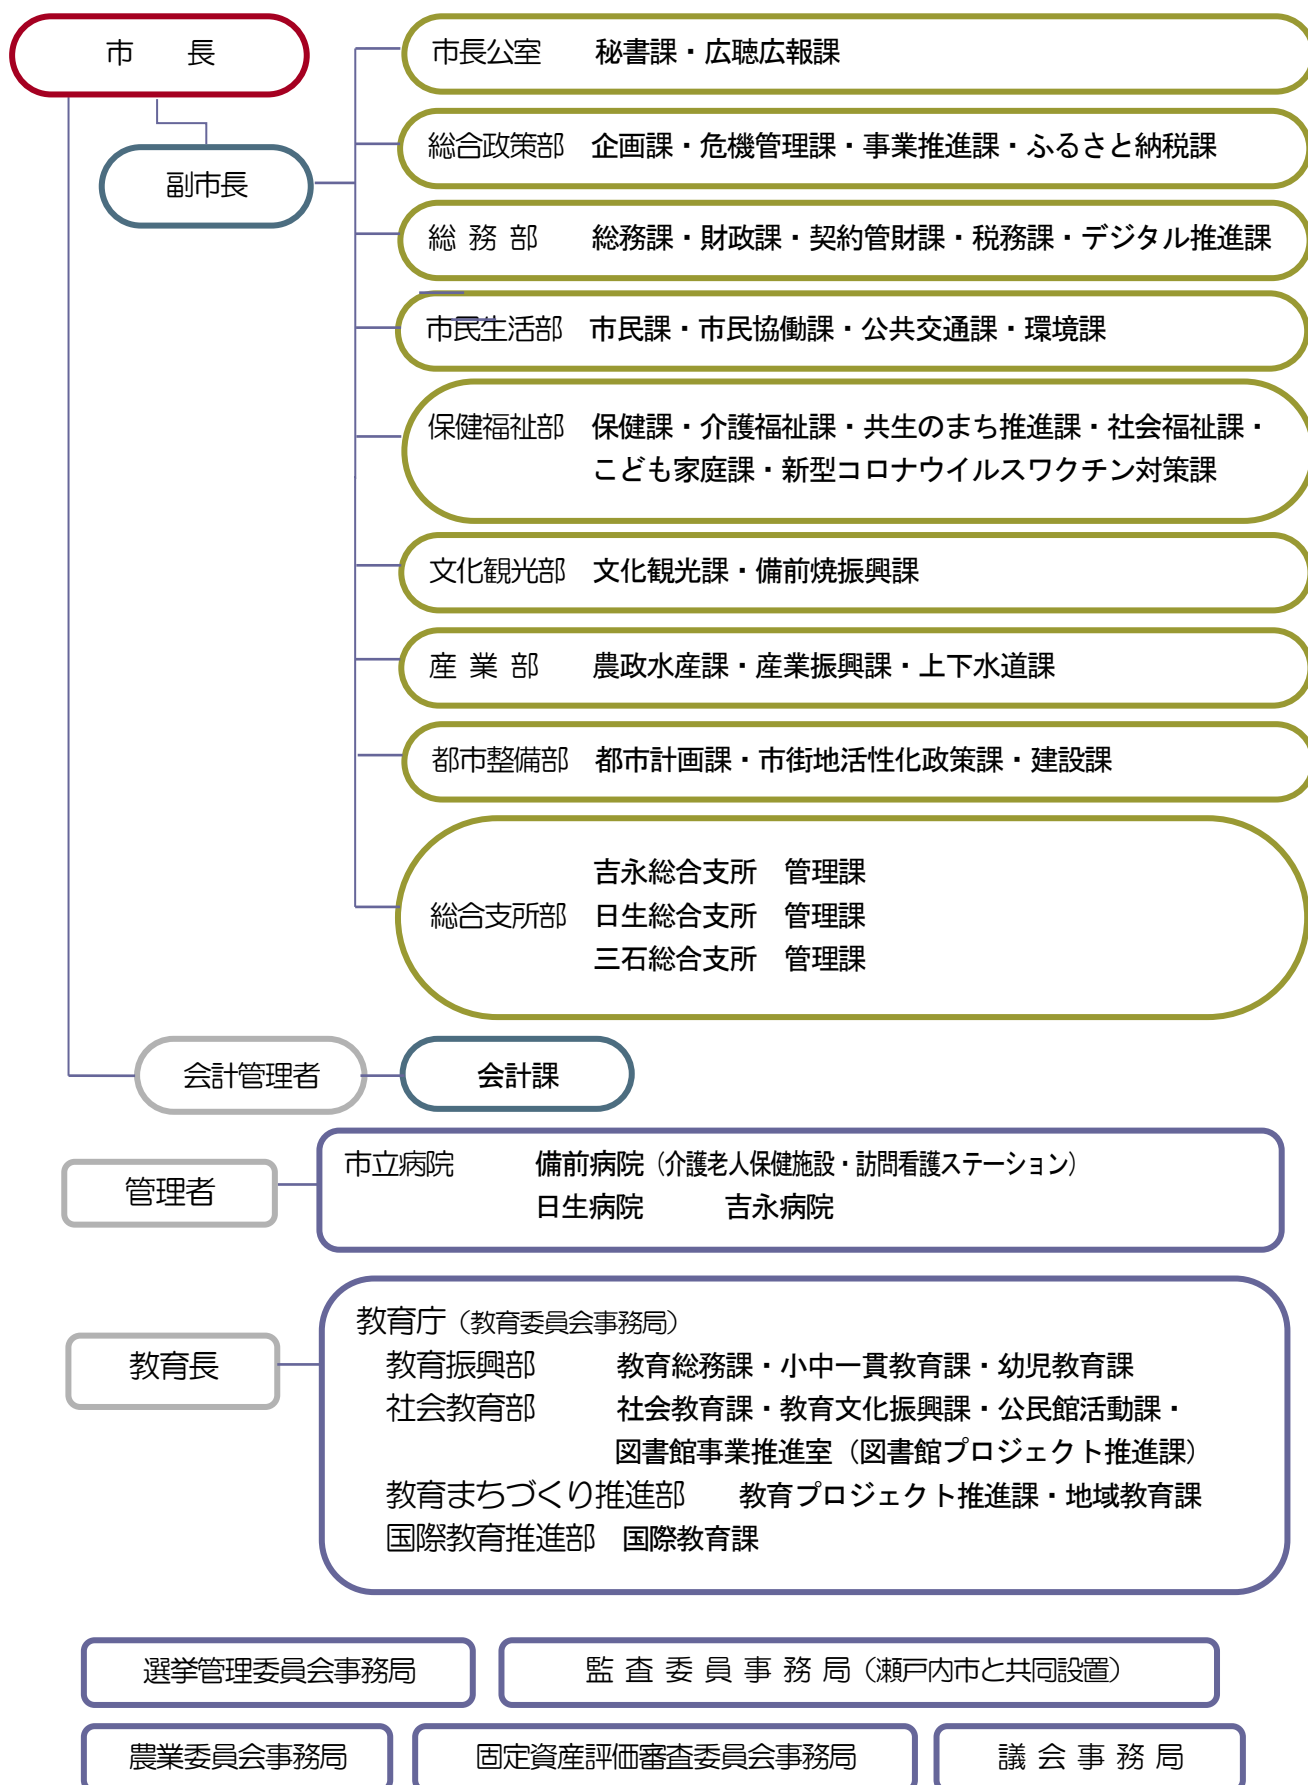 市　長
市長公室　秘書課・広聴広報課
総合政策部　企画課・危機管理課・事業推進課・ふるさと納税課
副市長
総 務 部　総務課・財政課・契約管財課・税務課・デジタル推進課
市民生活部　市民課・市民協働課・公共交通課・環境課
保健福祉部　保健課・介護福祉課・共生のまち推進課・社会福祉課・
こども家庭課・新型コロナウイルスワクチン対策課
文化観光部　文化観光課・備前焼振興課
産 業 部　農政水産課・産業振興課・上下水道課
都市整備部　都市計画課・市街地活性化政策課・建設課
吉永総合支所　管理課
総合支所部　日生総合支所　管理課
三石総合支所　管理課
会計管理者　会計課
市立病院　備前病院（介護老人保健施設・訪問看護ステーション）
管理者
日生病院　吉永病院
教育庁（教育委員会事務局）
教育長
教育振興部　教育総務課・小中一貫教育課・幼児教育課
社会教育部　社会教育課・教育文化振興課・公民館活動課・
図書館事業推進室（図書館プロジェクト推進課）
教育まちづくり推進部　教育プロジェクト推進課・地域教育課
国際教育推進部　国際教育課
選挙管理委員会事務局　監 査 委 員 事 務 局（瀬戸内市と共同設置）
農業委員会事務局　固定資産評価審査委員会事務局　議 会 事 務 局